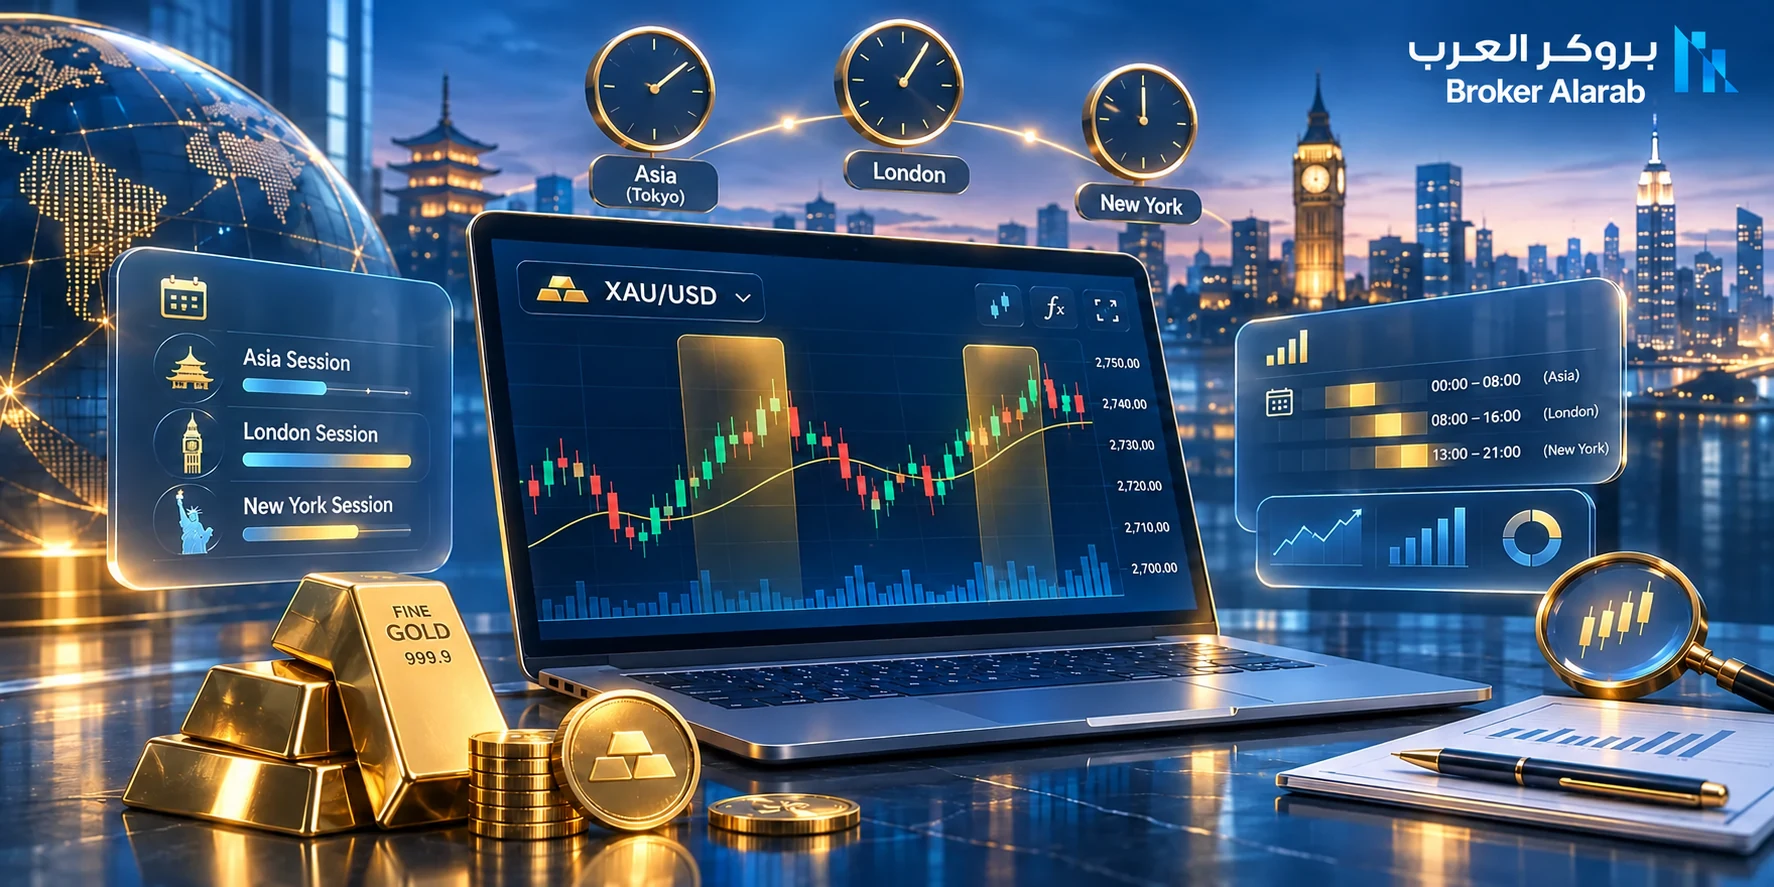 بروكر العرب
Broker Alarab
Asia
(Tokyo)
London
New York
Asia Session
London Session
New York Session
XAU/USD
fx
2,750.00
2,740.00
2,730.00
2,720.00
2,710.00
2,700.00
00:00 – 08:00 (Asia)
08:00 – 16:00 (London)
13:00 – 21:00 (New York)
FINE
GOLD
999.9